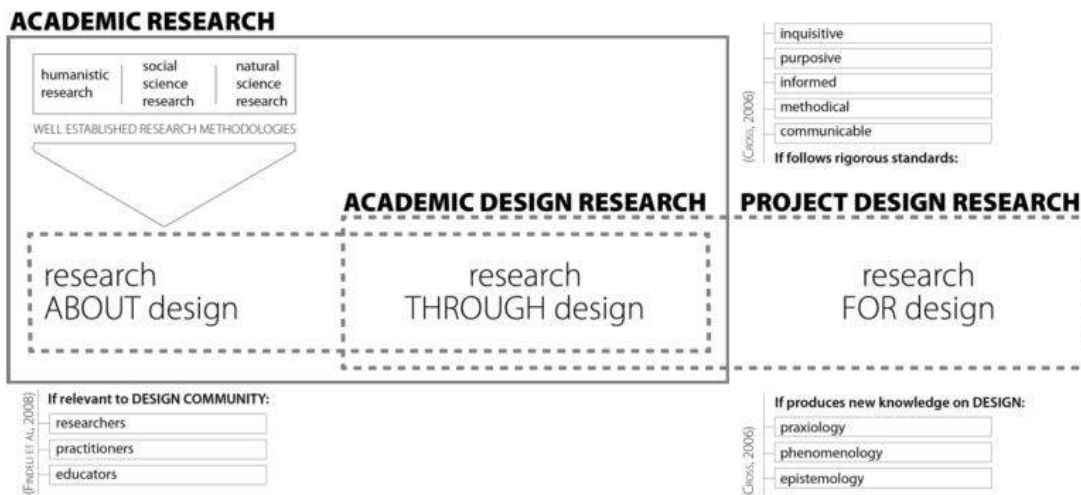 ACADEMIC RESEARCH
humanistic
research
social
science
research
natural
science
research
WELL ESTABLISHED RESEARCH METHODOLOGIES
inquisitive
purposive
informed
methodical
communicable
(CROSS, 2006)
If follows rigorous standards:
ACADEMIC DESIGN RESEARCH
PROJECT DESIGN RESEARCH
research
ABOUT design
research
THROUGH design
research
FOR design
(FINDELI ET AL, 2008)
If relevant to DESIGN COMMUNITY:
researchers
practitioners
educators
(CROSS, 2006)
If produces new knowledge on DESIGN:
praxiology
phenomenology
epistemology